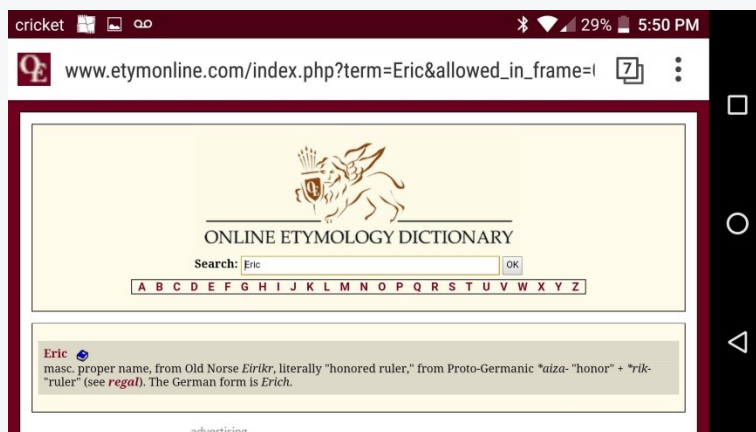 cricket 29% 5:50 PM
www.etymonline.com/index.php?term=Eric&allowed_in_frame=(
7
OE
ONLINE ETYMOLOGY DICTIONARY
Search: Eric OK
A B C D E F G H I J K L M N O P Q R S T U V W X Y Z
Eric
masc. proper name, from Old Norse Eirikr, literally "honored ruler," from Proto-Germanic *aiza- "honor" + *rik-
"ruler" (see regal). The German form is Erich.
advertising